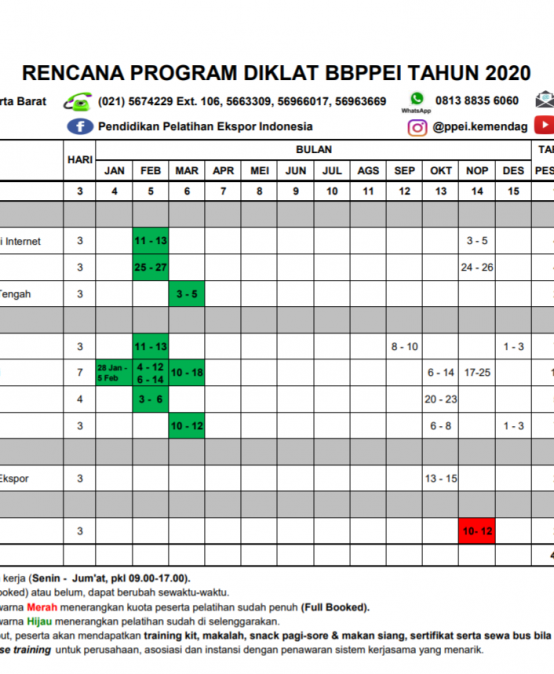 RENCANA PROGRAM DIKLAT BBPPEI TAHUN 2020
rta Barat (021) 5674229 Ext. 106, 5663309, 56966017, 56963669 WhatsApp 0813 8835 6060
Pendidikan Pelatihan Ekspor Indonesia @ppei.kemendag
HARI BULAN TA
JAN FEB MAR APR MEI JUN JUL AGS SEP OKT NOP DES PES
3 4 5 6 7 8 9 10 11 12 13 14 15
i Internet 3 11 - 13 3 - 5
3 25 - 27 24 - 26
Tengah 3 3 - 5
3 11 - 13 8 - 10 1 - 3
7 28 Jan - 5 Feb 4 - 12 6 - 14 10 - 18 6 - 14 17-25
4 3 - 6 20 - 23
3 10 - 12 6 - 8 1 - 3
Ekspor 3 13 - 15
3 10- 12
4
kerja (Senin - Jum'at, pkl 09.00-17.00).
ooked) atau belum, dapat berubah sewaktu-waktu.
warna Merah menerangkan kuota peserta pelatihan sudah penuh (Full Booked).
warna Hijau menerangkan pelatihan sudah di selenggarakan.
but, peserta akan mendapatkan training kit, makalah, snack pagi-sore & makan siang, sertifikat serta sewa bus bila
se training untuk perusahaan, asosiasi dan instansi dengan penawaran sistem kerjasama yang menarik.